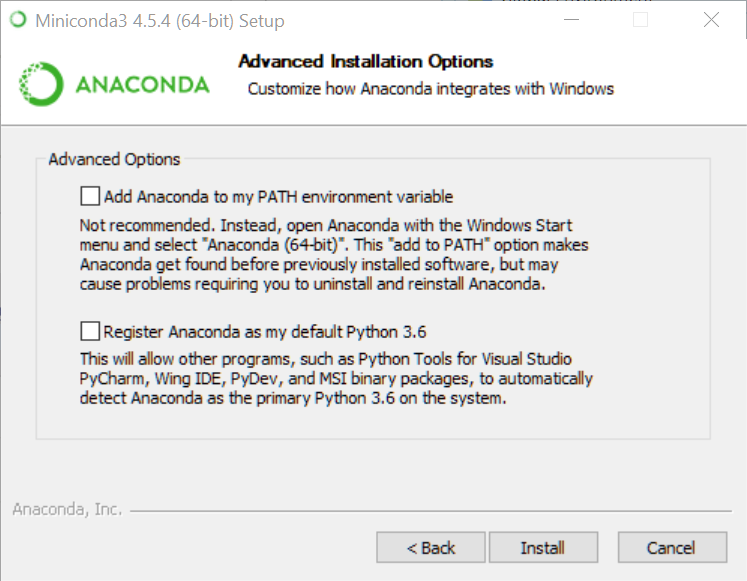 Miniconda3 4.5.4 (64-bit) Setup
Advanced Installation Options
ANACONDA
Customize how Anaconda integrates with Windows
Advanced Options
Add Anaconda to my PATH environment variable
Not recommended. Instead, open Anaconda with the Windows Start
menu and select "Anaconda (64-bit)". This "add to PATH" option makes
Anaconda get found before previously installed software, but may
cause problems requiring you to uninstall and reinstall Anaconda.
Register Anaconda as my default Python 3.6
This will allow other programs, such as Python Tools for Visual Studio
PyCharm, Wing IDE, PyDev, and MSI binary packages, to automatically
detect Anaconda as the primary Python 3.6 on the system.
Anaconda, Inc.
< Back
Install
Cancel